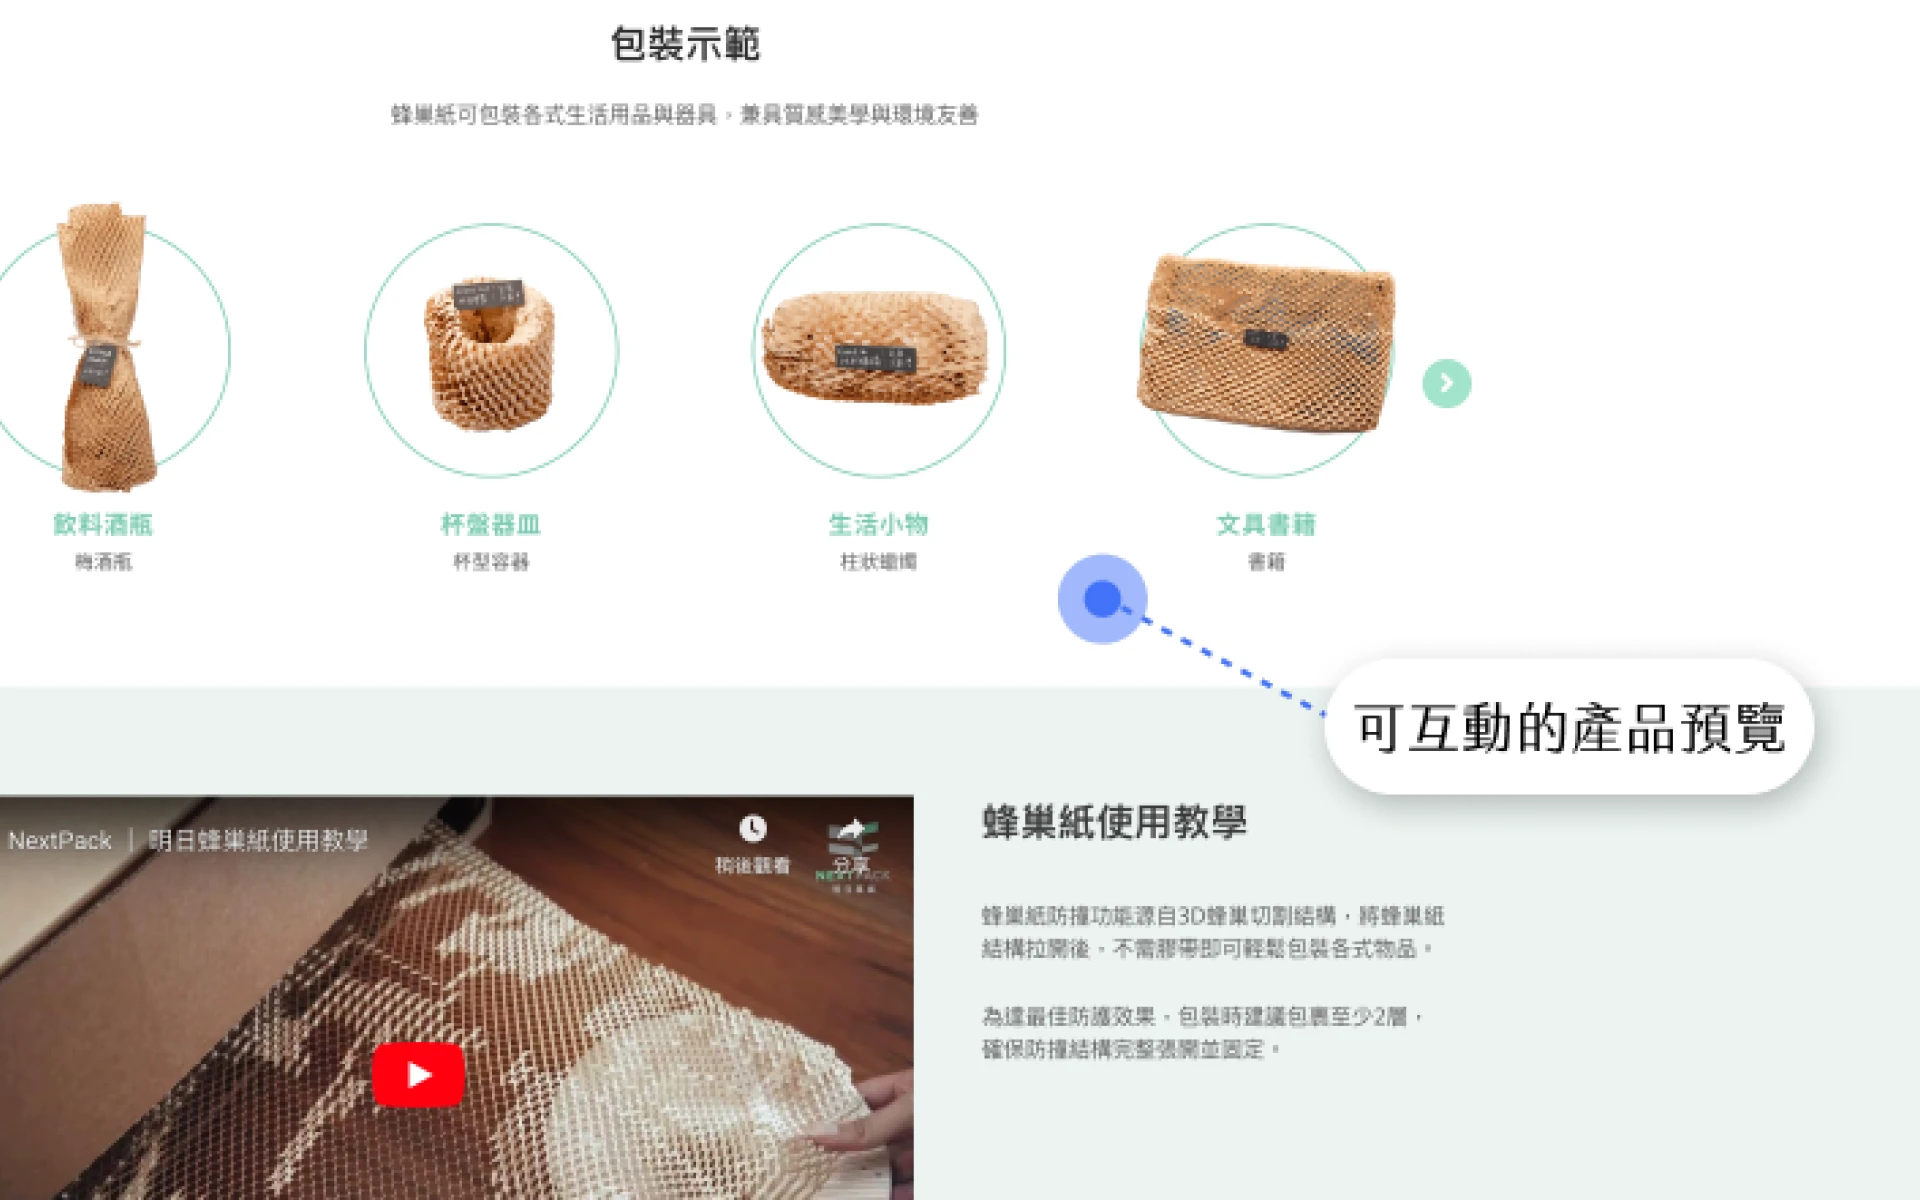 包裝示範
蜂巢紙可包裝各式生活用品與器具，兼具質感美學與環境友善
飲料酒瓶
梅酒瓶
杯盤器皿
杯型容器
生活小物
柱狀蠟燭
文具書籍
書籍
可互動的產品預覽
NextPack｜明日蜂巢紙使用教學
稍後觀看
分享
NEXTPACK
蜂巢紙使用教學
蜂巢紙防撞功能源自3D蜂巢切割結構，將蜂巢紙
結構拉開後，不需膠帶即可輕鬆包裝各式物品。
為達最佳防護效果，包裝時建議包裹至少2層，
確保防撞結構完整張開並固定。